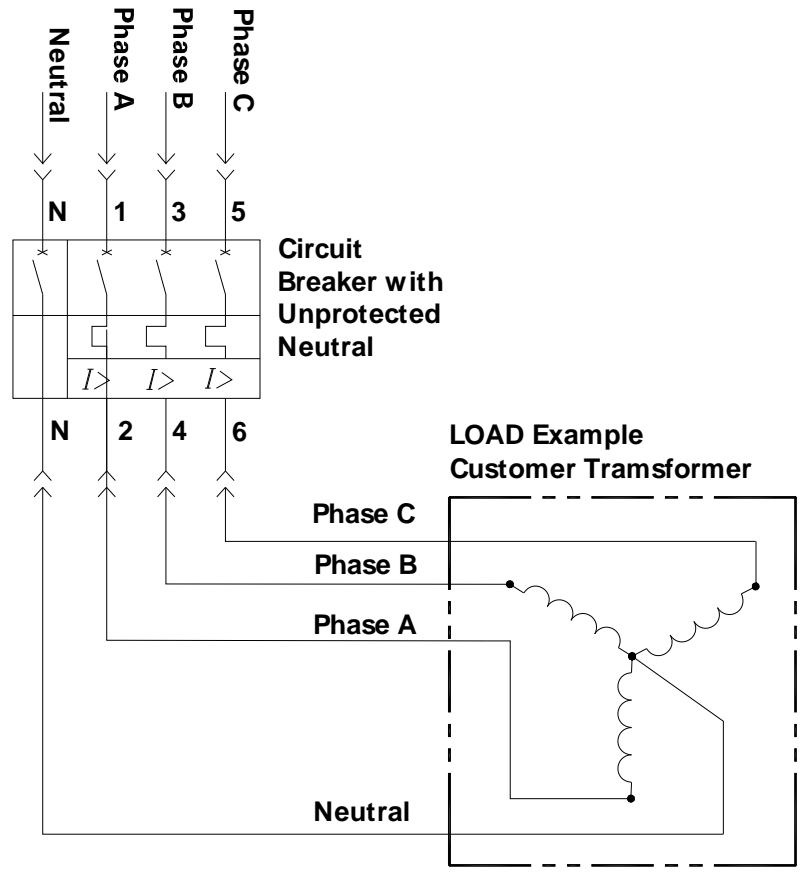 Neutral
Phase A
Phase B
Phase C
N 1 3 5
Circuit
Breaker with
Unprotected
Neutral
I> I> I>
N 2 4 6
LOAD Example
Customer Tramsformer
Phase C
Phase B
Phase A
Neutral